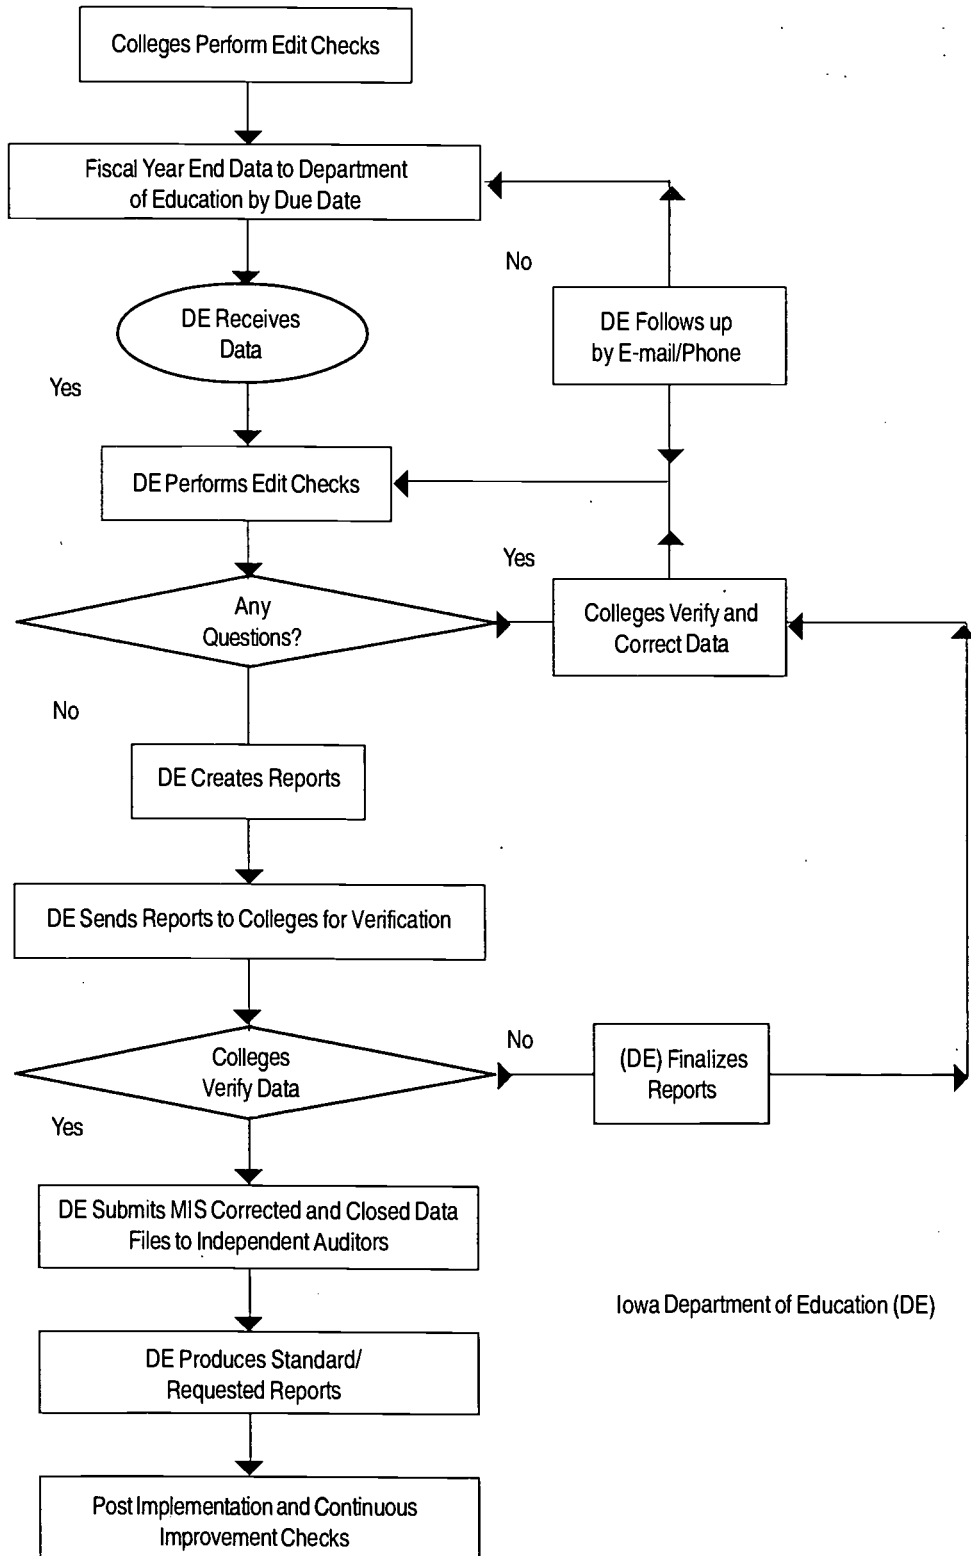 Colleges Perform Edit Checks
Fiscal Year End Data to Department
of Education by Due Date
No
DE Receives
Data
DE Follows up
by E-mail/Phone
Yes
DE Performs Edit Checks
Yes
Any
Questions?
Colleges Verify and
Correct Data
No
DE Creates Reports
DE Sends Reports to Colleges for Verification
Colleges
Verify Data
No
(DE) Finalizes
Reports
Yes
DE Submits MIS Corrected and Closed Data
Files to Independent Auditors
Iowa Department of Education (DE)
DE Produces Standard/
Requested Reports
Post Implementation and Continuous
Improvement Checks